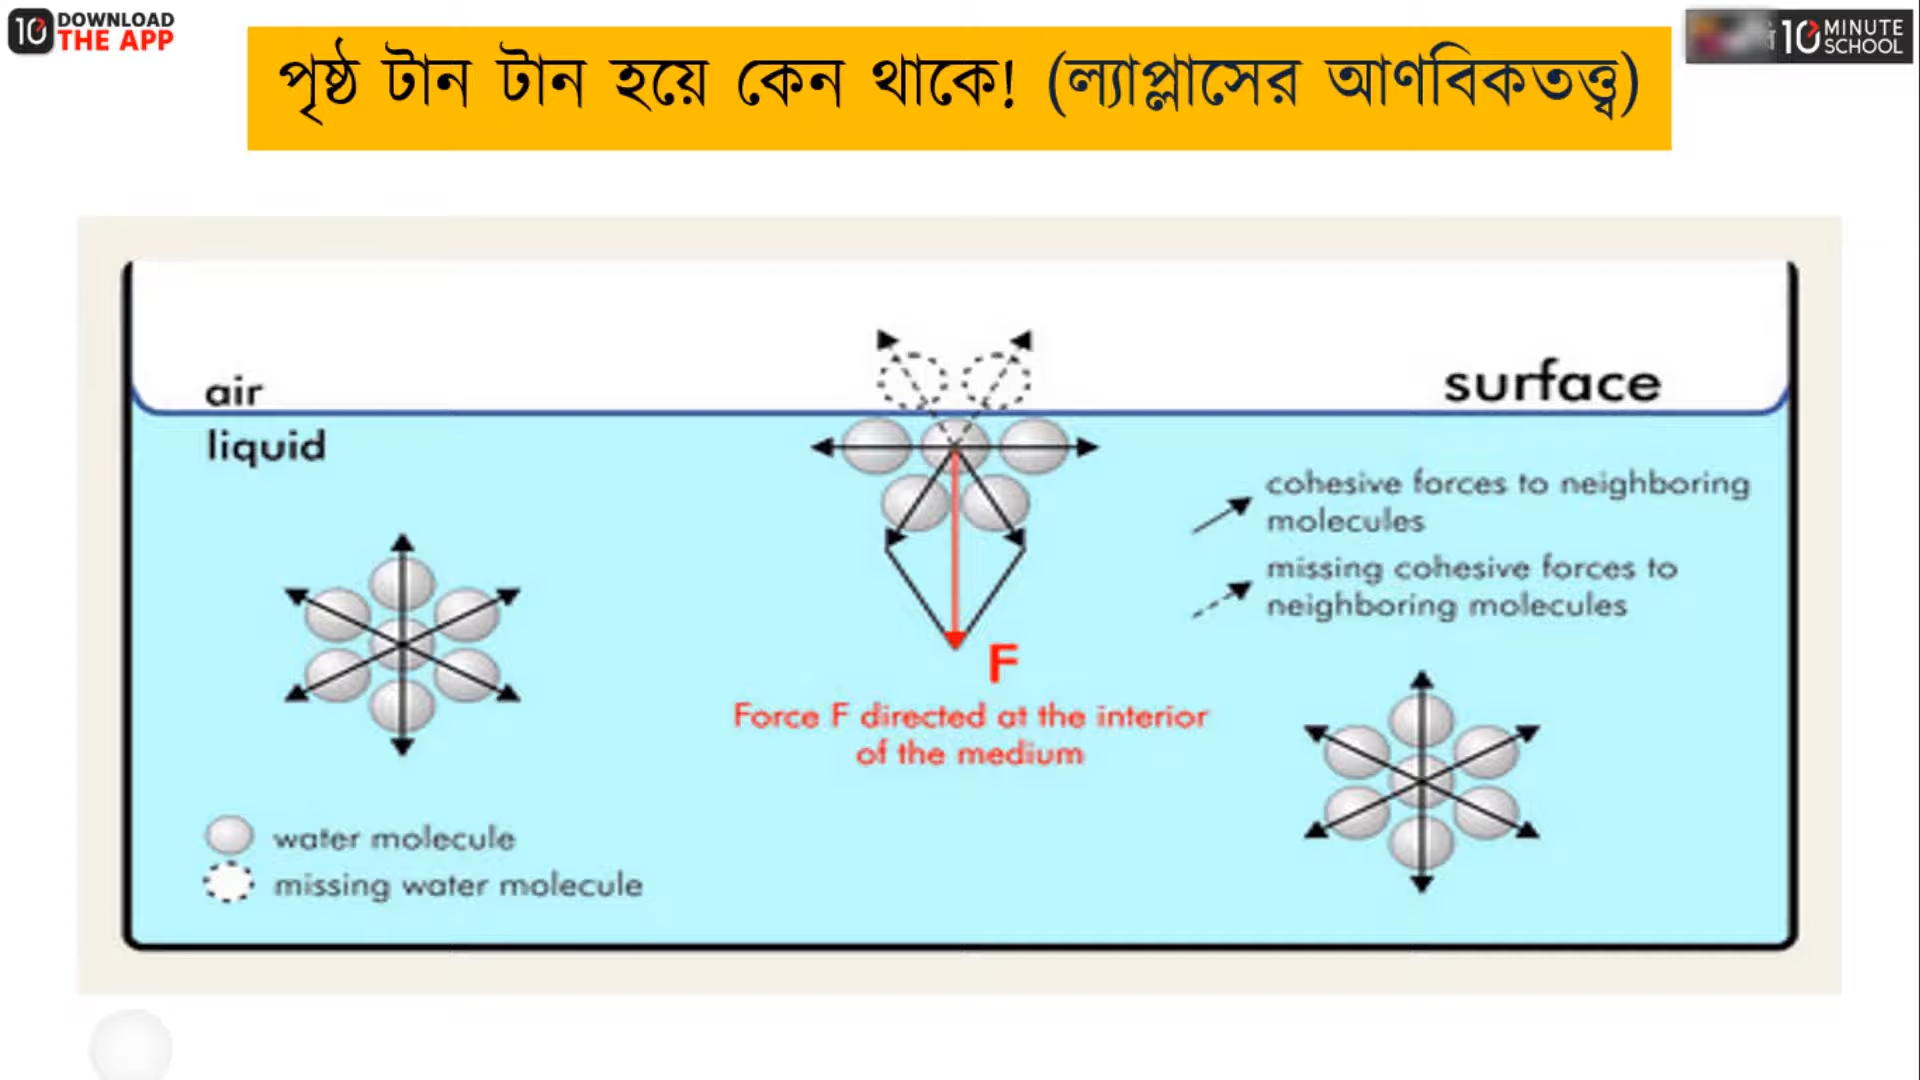 10 DOWNLOAD
THE APP
10 MINUTE
SCHOOL
পৃষ্ঠ টান টান হয়ে কেন থাকে! (ল্যাপ্লাসের আণবিকতত্ত্ব)
air
surface
liquid
cohesive forces to neighboring
molecules
missing cohesive forces to
neighboring molecules
F
Force F directed at the interior
of the medium
water molecule
missing water molecule